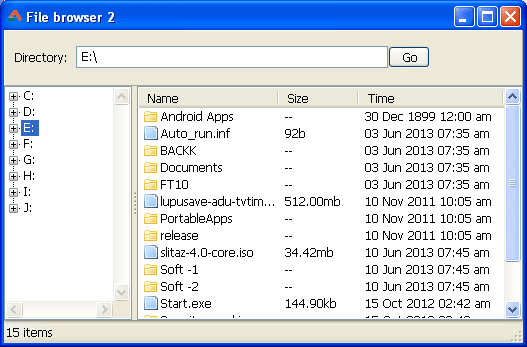 File browser 2
Directory: E:\ Go
C:
D:
E:
F:
G:
H:
I:
J:
Name Size Time
Android Apps -- 30 Dec 1899 12:00 am
Auto_run.inf 92b 03 Jun 2013 07:35 am
BACKK -- 03 Jun 2013 07:35 am
Documents -- 03 Jun 2013 07:35 am
FT10 -- 03 Jun 2013 07:35 am
lupusave-adu-tvtim... 512.00mb 10 Nov 2011 10:05 am
PortableApps -- 10 Nov 2011 10:05 am
release -- 10 Nov 2011 10:05 am
slitaz-4.0-core.iso 34.42mb 10 Jun 2013 07:45 am
Soft -1 -- 10 Jun 2013 07:45 am
Soft -2 -- 10 Jun 2013 07:45 am
Start.exe 144.90kb 15 Oct 2012 02:42 am
15 items